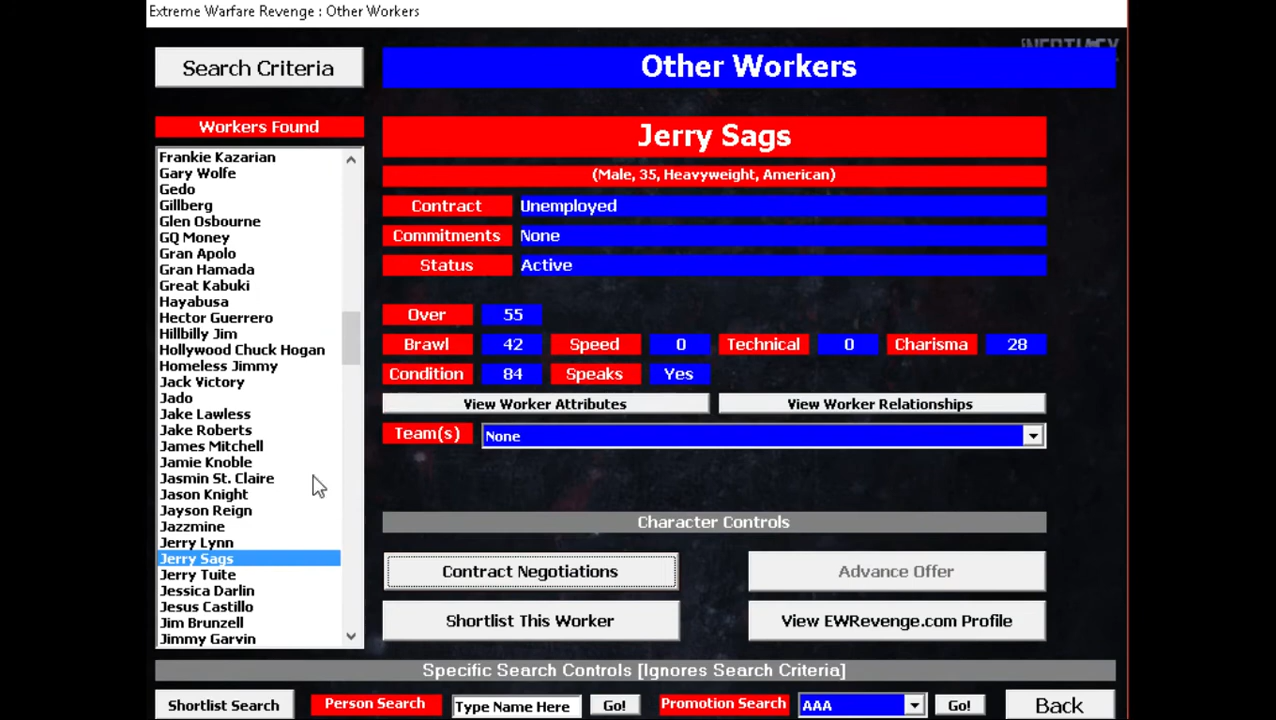 Extreme Warfare Revenge : Other Workers
Search Criteria
Other Workers
Workers Found
Frankie Kazarian
Gary Wolfe
Gedo
Gillberg
Glen Osbourne
GQ Money
Gran Apolo
Gran Hamada
Great Kabuki
Hayabusa
Hector Guerrero
Hillbilly Jim
Hollywood Chuck Hogan
Homeless Jimmy
Jack Victory
Jado
Jake Lawless
Jake Roberts
James Mitchell
Jamie Knoble
Jasmin St. Claire
Jason Knight
Jayson Reign
Jazzmine
Jerry Lynn
Jerry Sags
Jerry Tuite
Jessica Darlin
Jesus Castillo
Jim Brunzell
Jimmy Garvin
Jerry Sags
(Male, 35, Heavyweight, American)
Contract Unemployed
Commitments None
Status Active
Over 55
Brawl 42 Speed 0 Technical 0 Charisma 28
Condition 84 Speaks Yes
View Worker Attributes View Worker Relationships
Team(s) None
Character Controls
Contract Negotiations Advance Offer
Shortlist This Worker View EWRevenge.com Profile
Specific Search Controls [Ignores Search Criteria]
Shortlist Search Person Search Type Name Here Go! Promotion Search AAA Go! Back